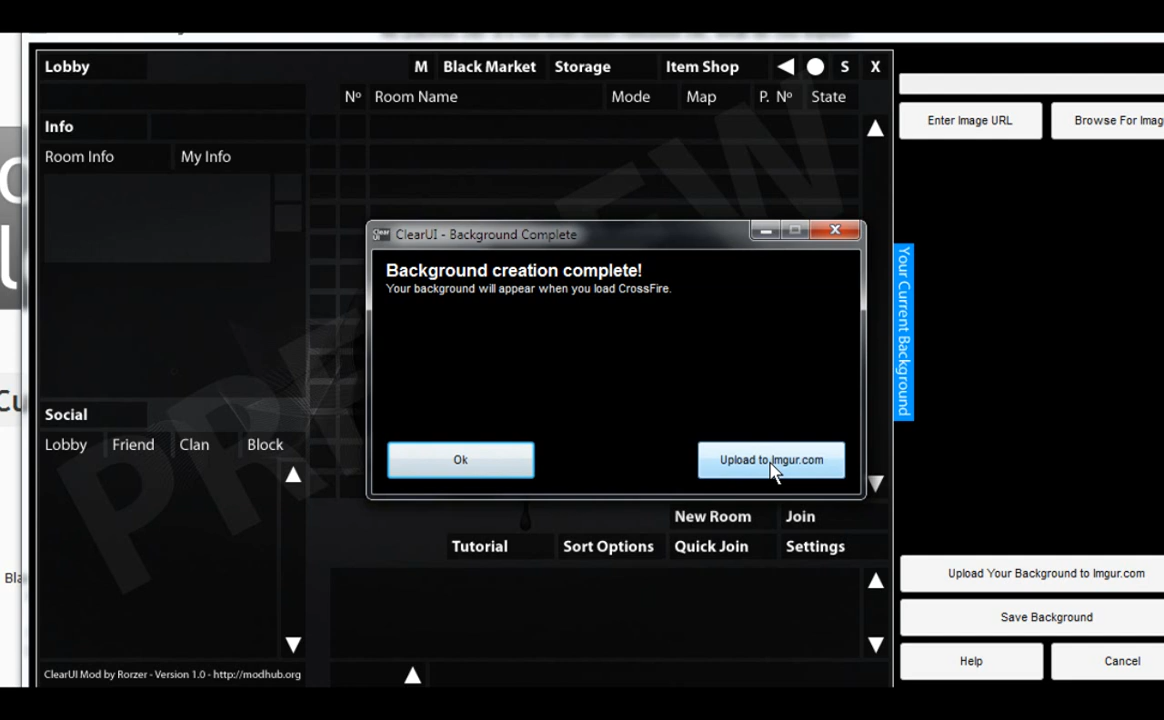 Lobby
M Black Market Storage Item Shop S X
Nº Room Name Mode Map P. Nº State
Info
Room Info My Info
Enter Image URL Browse For Imag
PREVIEW
ClearUI - Background Complete
Background creation complete!
Your background will appear when you load CrossFire.
Ok Upload to Imgur.com
Your Current Background
Social
Lobby Friend Clan Block
New Room Join
Tutorial Sort Options Quick Join Settings
Upload Your Background to Imgur.com
Save Background
Help Cancel
ClearUI Mod by Rorzer - Version 1.0 - http://modhub.org